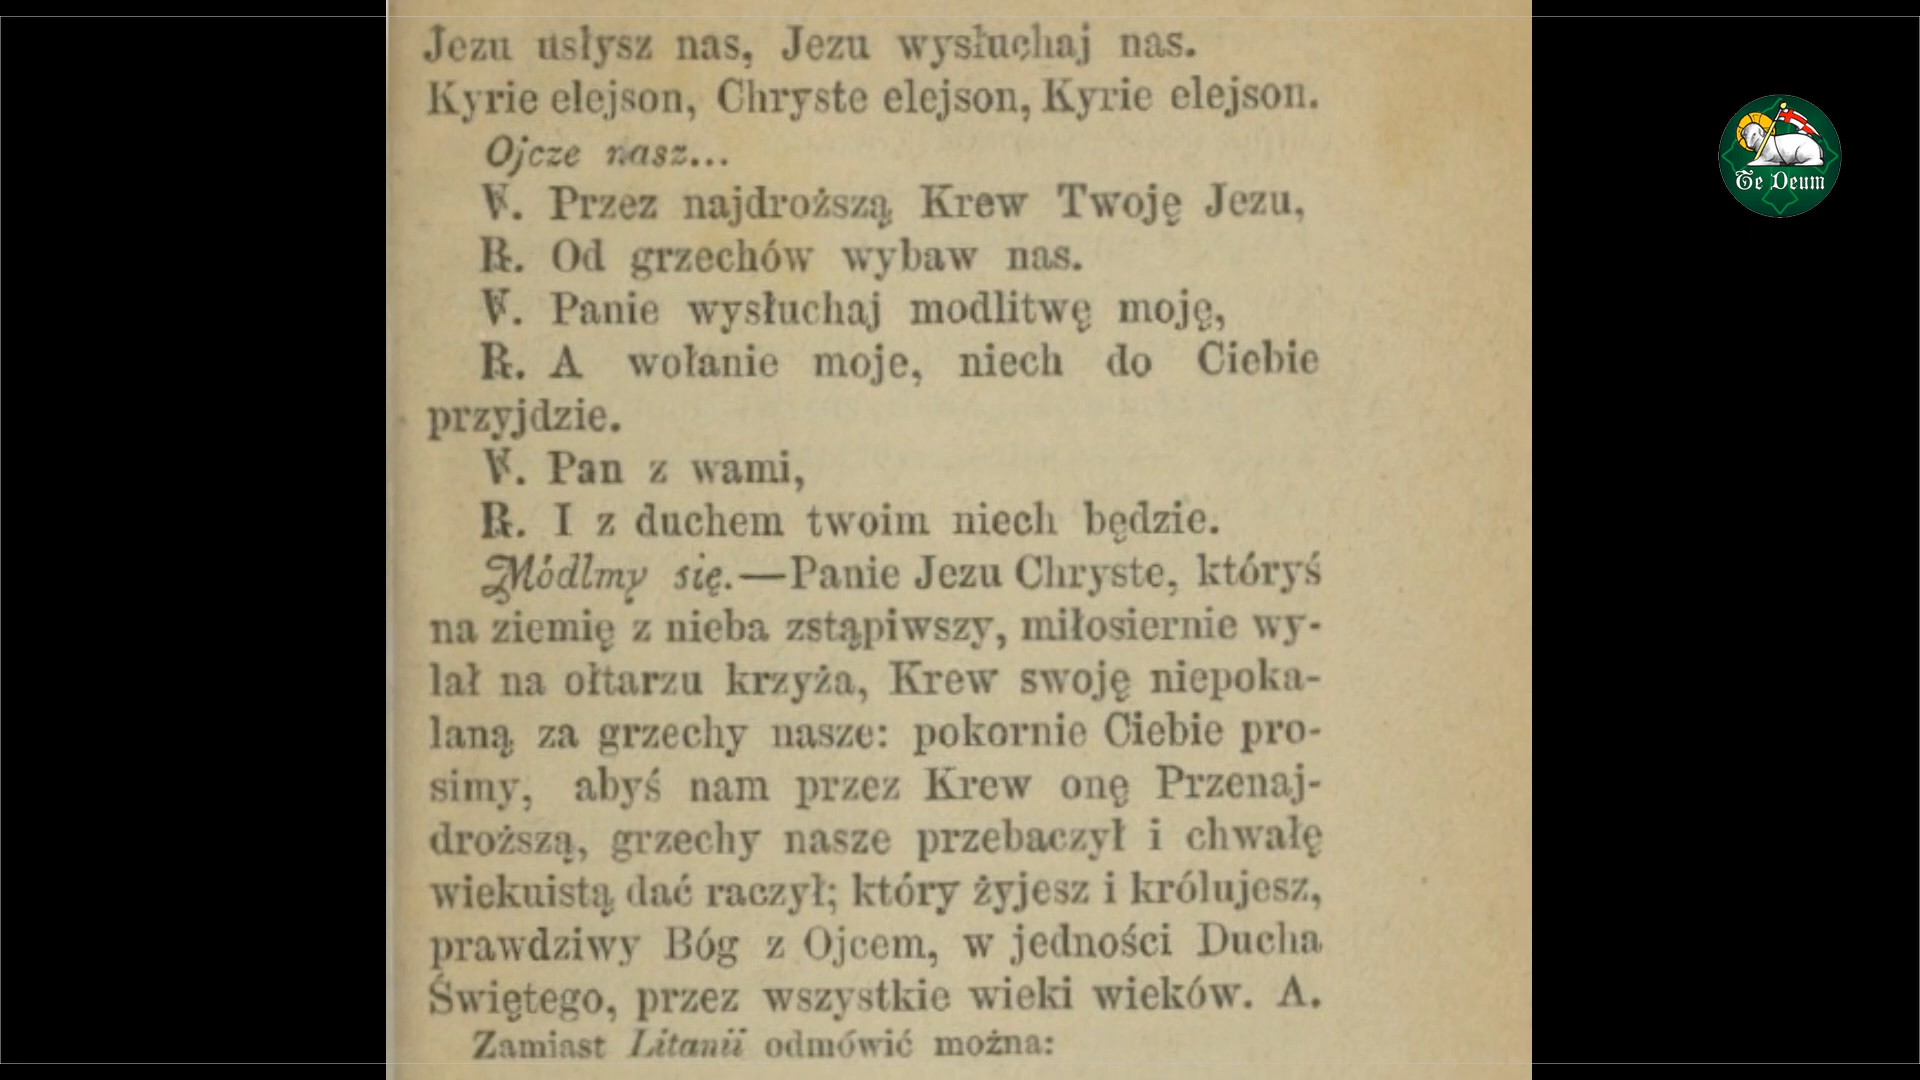 Jezu usłysz nas, Jezu wysłuchaj nas.
Kyrie elejson, Chryste elejson, Kyrie elejson.
Ojcze nasz...
℣. Przez najdroższą Krew Twoję Jezu,
℟. Od grzechów wybaw nas.
℣. Panie wysłuchaj modlitwę moję,
℟. A wołanie moje, niech do Ciebie
przyjdzie.
℣. Pan z wami,
℟. I z duchem twoim niech będzie.
Módlmy się.—Panie Jezu Chryste, któryś
na ziemię z nieba zstąpiwszy, miłosiernie wy-
lał na ołtarzu krzyża, Krew swoję niepoka-
laną za grzechy nasze: pokornie Ciebie pro-
simy, abyś nam przez Krew onę Przenaj-
droższą, grzechy nasze przebaczył i chwałę
wiekuistą dać raczył; który żyjesz i królujesz,
prawdziwy Bóg z Ojcem, w jedności Ducha
Świętego, przez wszystkie wieki wieków. A.
Zamiast Litanii odmówić można:
Te Deum